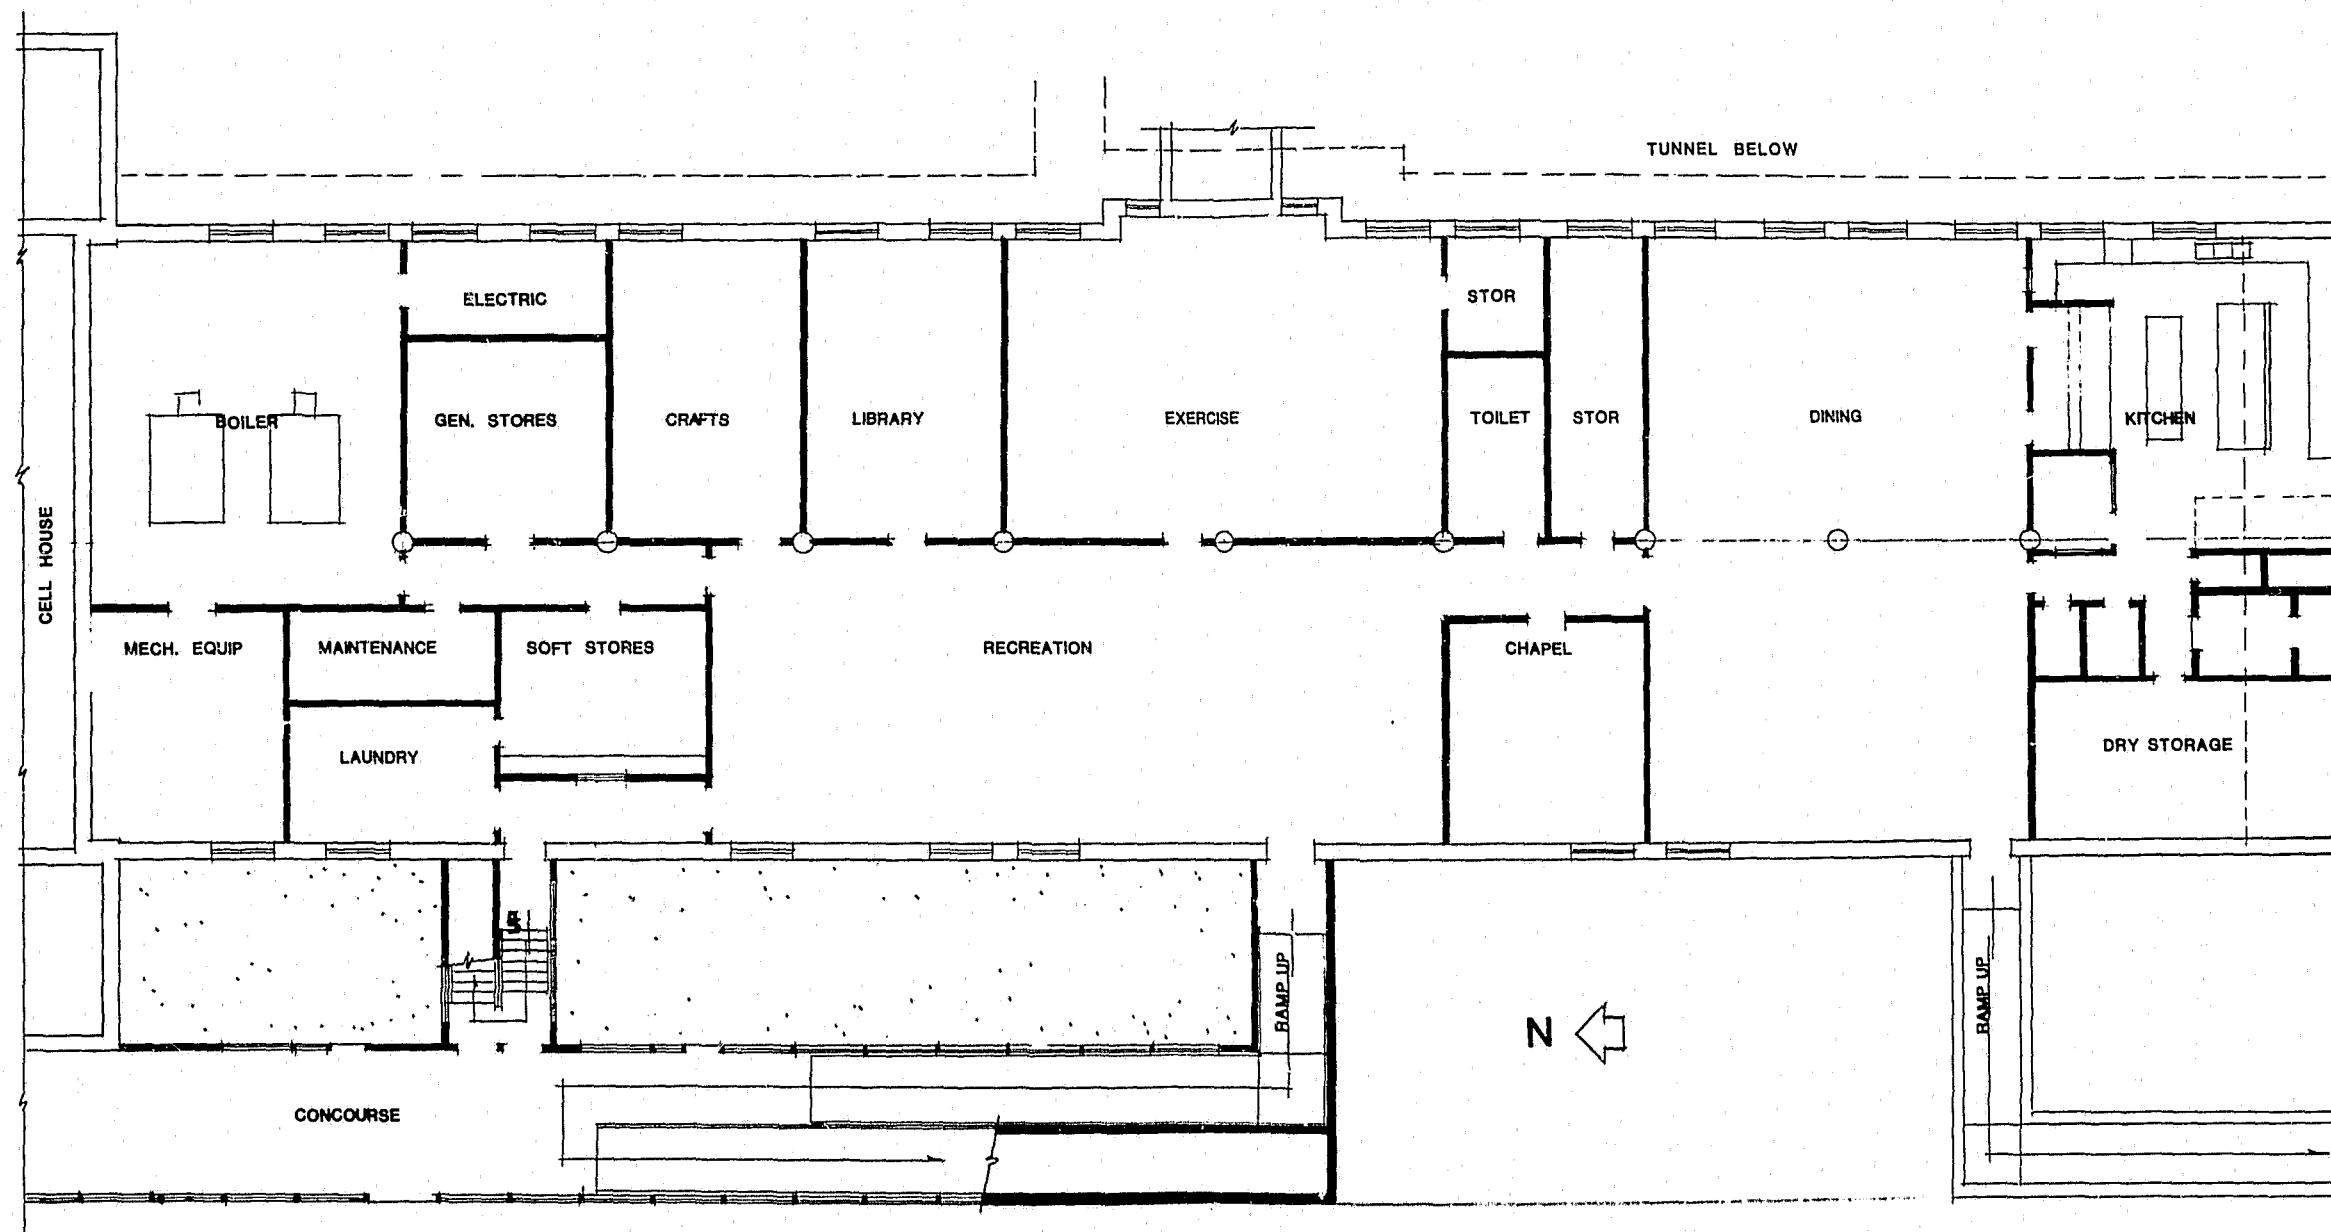 TUNNEL BELOW
ELECTRIC
STOR
BOILER
GEN. STORES
CRAFTS
LIBRARY
EXERCISE
TOILET
STOR
DINING
KITCHEN
CELL HOUSE
MECH. EQUIP
MAINTENANCE
SOFT STORES
RECREATION
CHAPEL
LAUNDRY
DRY STORAGE
RAMP UP
N
RAMP UP
CONCOURSE